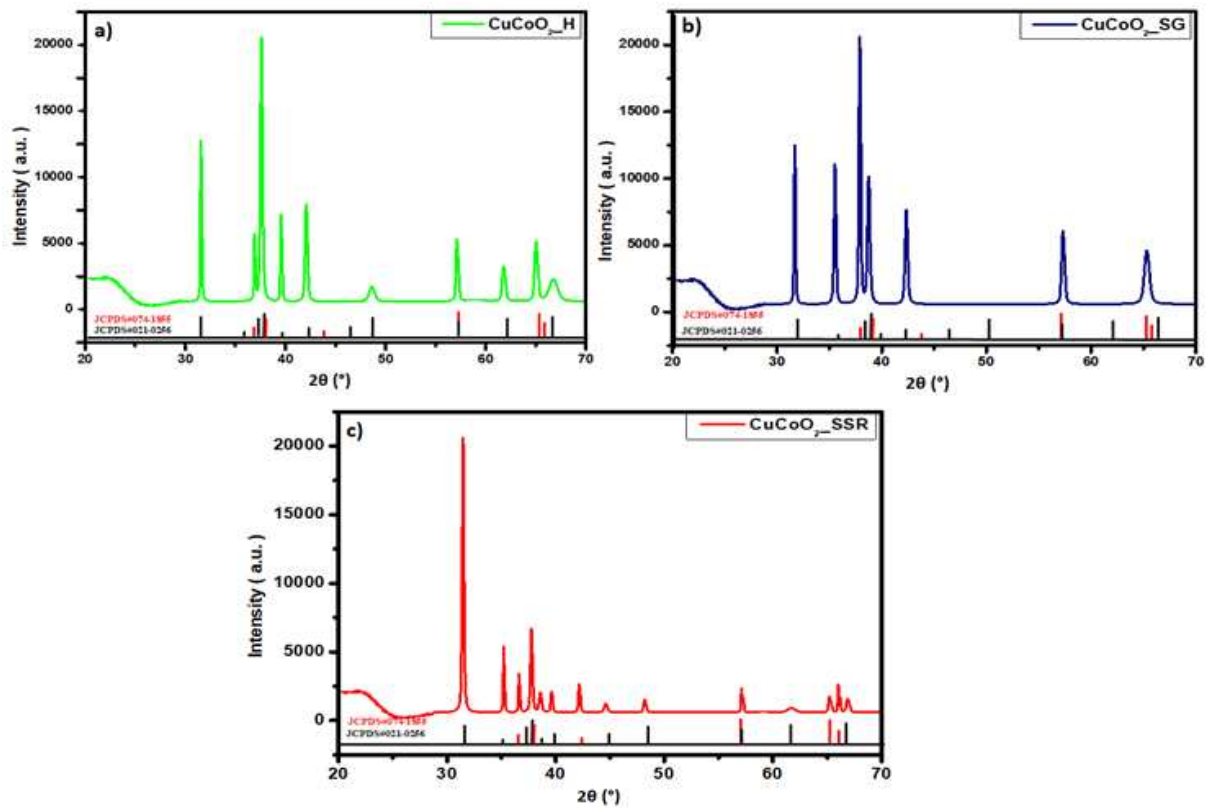 a)
CuCoO₂_H
20000
15000
10000
5000
0
Intensity ( a.u. )
JCPDS#074-1855
JCPDS#021-0256
20 30 40 50 60 70
2θ (°)
b)
CuCoO₂_SG
20000
15000
10000
5000
0
Intensity ( a.u. )
JCPDS#074-1855
JCPDS#021-0256
20 30 40 50 60 70
2θ (°)
c)
CuCoO₂_SSR
20000
15000
10000
5000
0
Intensity ( a.u. )
JCPDS#074-1855
JCPDS#021-0256
20 30 40 50 60 70
2θ (°)